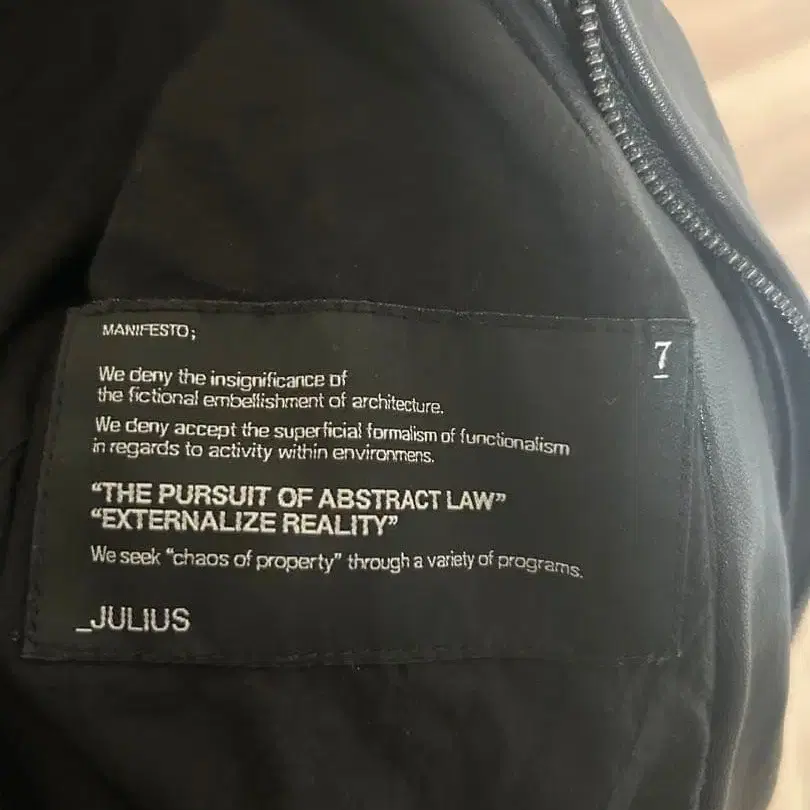 MANIFESTO;
7
We deny the insignificance of
the fictional embellishment of architecture.
We deny accept the superficial formalism of functionalism
in regards to activity within environmens.
"THE PURSUIT OF ABSTRACT LAW"
"EXTERNALIZE REALITY"
We seek "chaos of property" through a variety of programs.
_JULIUS